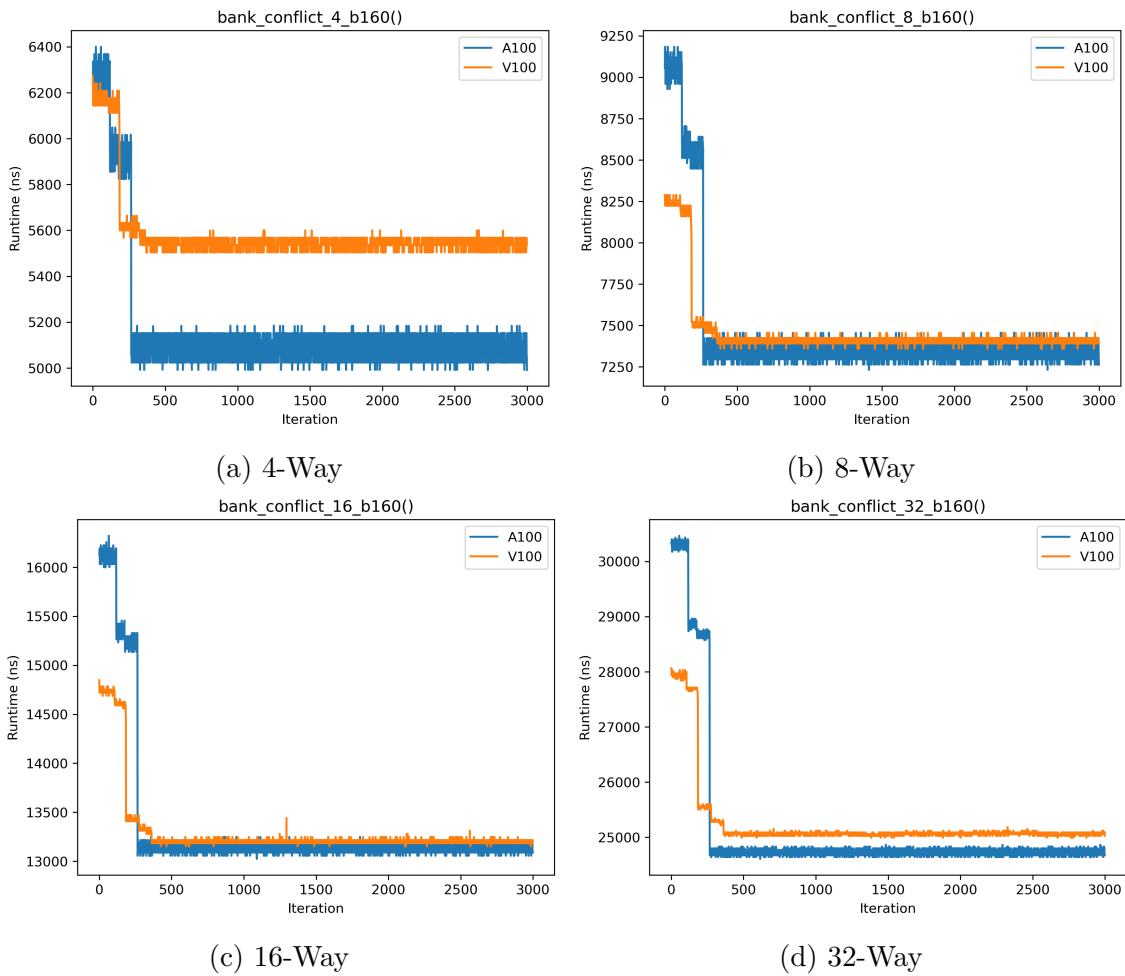 bank_conflict_4_b160()
6400
6200
6000
5800
5600
5400
5200
5000
Runtime (ns)
A100
V100
0 500 1000 1500 2000 2500 3000
Iteration
(a) 4-Way
bank_conflict_8_b160()
9250
9000
8750
8500
8250
8000
7750
7500
7250
Runtime (ns)
A100
V100
0 500 1000 1500 2000 2500 3000
Iteration
(b) 8-Way
bank_conflict_16_b160()
16000
15500
15000
14500
14000
13500
13000
Runtime (ns)
A100
V100
0 500 1000 1500 2000 2500 3000
Iteration
(c) 16-Way
bank_conflict_32_b160()
30000
29000
28000
27000
26000
25000
Runtime (ns)
A100
V100
0 500 1000 1500 2000 2500 3000
Iteration
(d) 32-Way